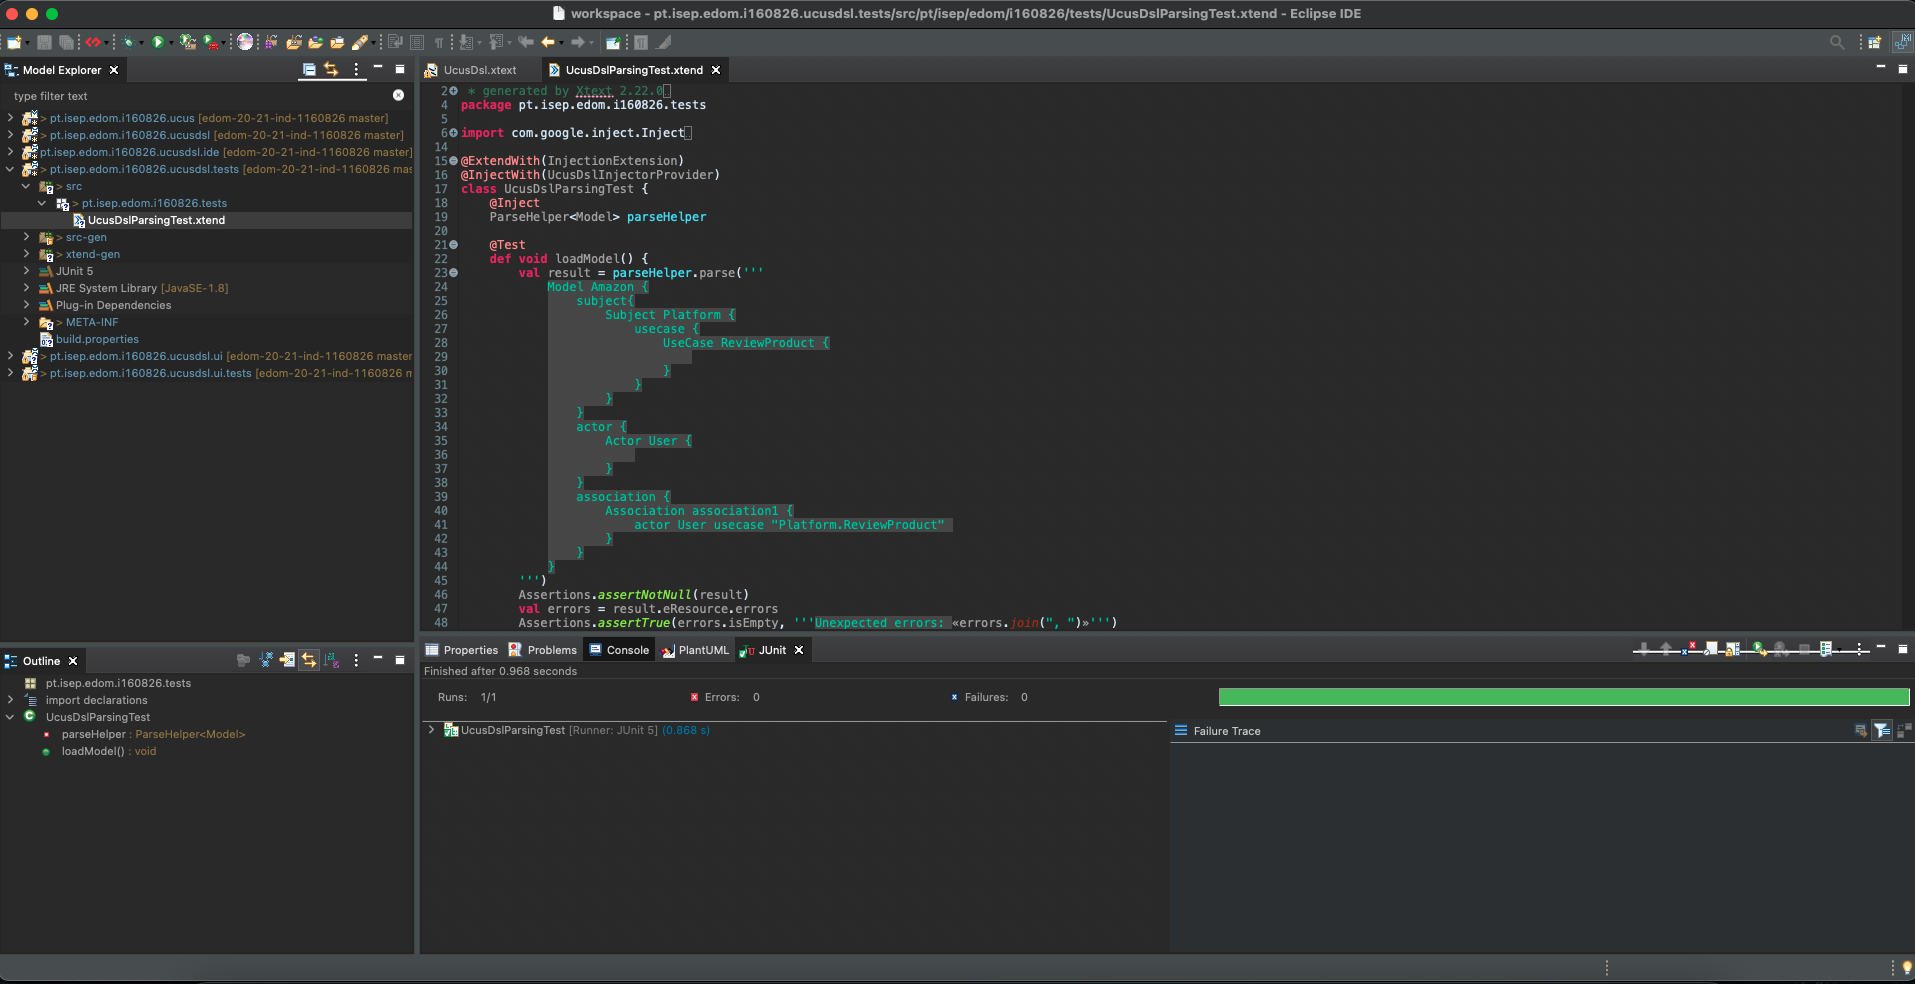 workspace - pt.isep.edom.i160826.ucusdsl.tests/src/pt/isep/edom/i160826/tests/UcusDslParsingTest.xtend - Eclipse IDE
Model Explorer
type filter text
> pt.isep.edom.i160826.ucus [edom-20-21-ind-1160826 master]
> pt.isep.edom.i160826.ucusdsl [edom-20-21-ind-1160826 master]
pt.isep.edom.i160826.ucusdsl.ide [edom-20-21-ind-1160826 master]
> pt.isep.edom.i160826.ucusdsl.tests [edom-20-21-ind-1160826 mas
> src
> pt.isep.edom.i160826.tests
UcusDslParsingTest.xtend
> src-gen
> xtend-gen
JUnit 5
JRE System Library [JavaSE-1.8]
Plug-in Dependencies
> META-INF
build.properties
> pt.isep.edom.i160826.ucusdsl.ui [edom-20-21-ind-1160826 master
> pt.isep.edom.i160826.ucusdsl.ui.tests [edom-20-21-ind-1160826 m
UcusDsl.xtext
UcusDslParsingTest.xtend
2 * generated by Xtext 2.22.0
4 package pt.isep.edom.i160826.tests
5
6 import com.google.inject.Inject
14
15 @ExtendWith(InjectionExtension)
16 @InjectWith(UcusDslInjectorProvider)
17 class UcusDslParsingTest {
18 @Inject
19 ParseHelper<Model> parseHelper
20
21 @Test
22 def void loadModel() {
23 val result = parseHelper.parse('''
24 Model Amazon {
25 subject{
26 Subject Platform {
27 usecase {
28 UseCase ReviewProduct {
29
30 }
31 }
32 }
33 }
34 actor {
35 Actor User {
36
37 }
38 }
39 association {
40 Association association1 {
41 actor User usecase "Platform.ReviewProduct"
42 }
43 }
44 }
45 ''')
46 Assertions.assertNotNull(result)
47 val errors = result.eResource.errors
48 Assertions.assertTrue(errors.isEmpty, '''Unexpected errors: «errors.join(", ")»''')
Outline
pt.isep.edom.i160826.tests
import declarations
UcusDslParsingTest
parseHelper : ParseHelper<Model>
loadModel() : void
Properties
Problems
Console
PlantUML
JUnit
Finished after 0.968 seconds
Runs: 1/1
Errors: 0
Failures: 0
UcusDslParsingTest [Runner: JUnit 5] (0.868 s)
Failure Trace